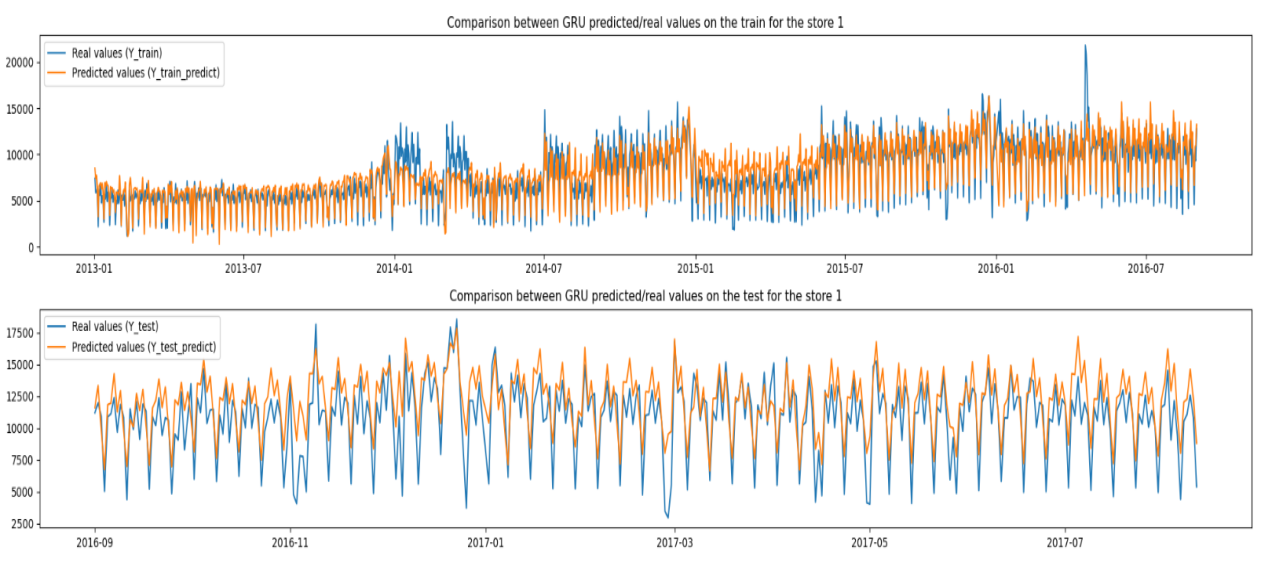 Comparison between GRU predicted/real values on the train for the store 1
Real values (Y_train)
Predicted values (Y_train_predict)
20000
15000
10000
5000
0
2013-01 2013-07 2014-01 2014-07 2015-01 2015-07 2016-01 2016-07
Comparison between GRU predicted/real values on the test for the store 1
Real values (Y_test)
Predicted values (Y_test_predict)
17500
15000
12500
10000
7500
5000
2500
2016-09 2016-11 2017-01 2017-03 2017-05 2017-07